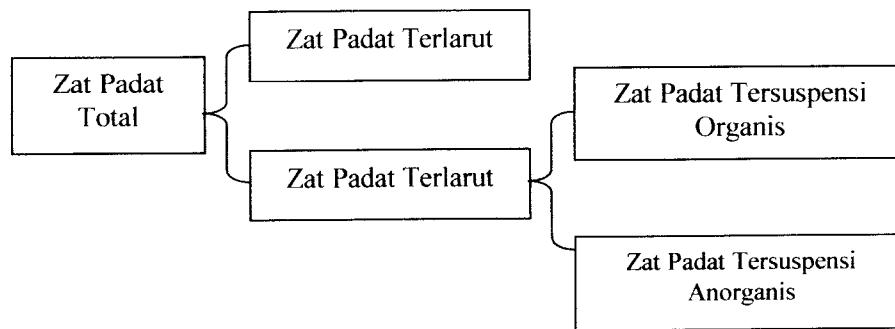 Zat Padat
Total
Zat Padat Terlarut
Zat Padat Terlarut
Zat Padat Tersuspensi
Organis
Zat Padat Tersuspensi
Anorganis